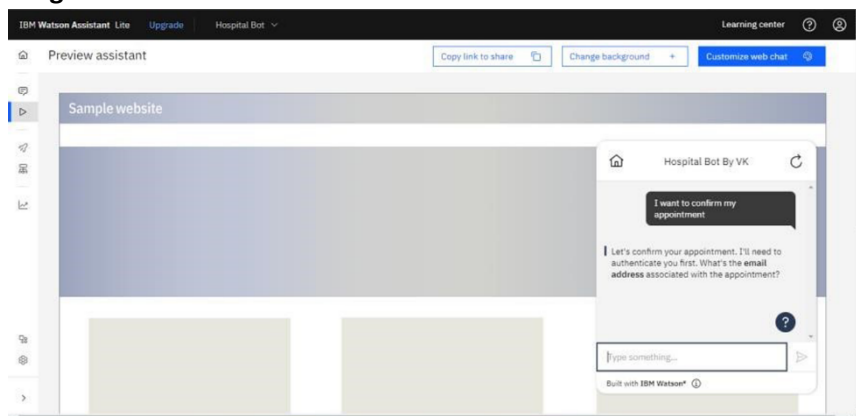 IBM Watson Assistant Lite Upgrade Hospital Bot Learning center
Preview assistant Copy link to share Change background + Customize web chat
Sample website
Hospital Bot By VK
I want to confirm my
appointment
Let's confirm your appointment. I'll need to
authenticate you first. What's the email
address associated with the appointment?
?
Type something...
Built with IBM Watson®